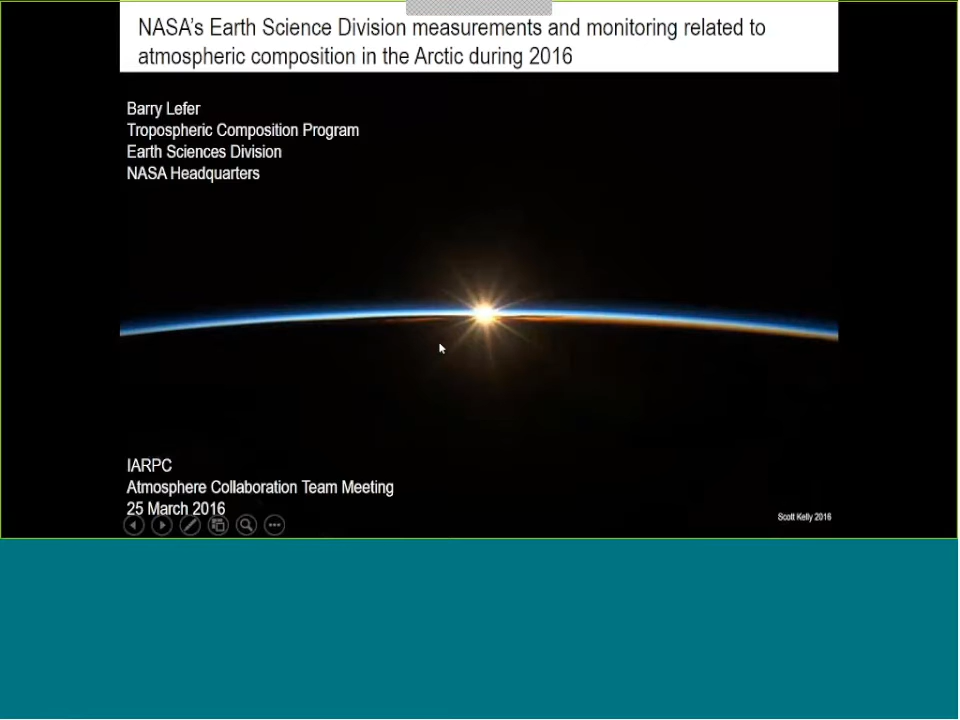 NASA's Earth Science Division measurements and monitoring related to
atmospheric composition in the Arctic during 2016
Barry Lefer
Tropospheric Composition Program
Earth Sciences Division
NASA Headquarters
IARPC
Atmosphere Collaboration Team Meeting
25 March 2016
Scott Kelly 2016